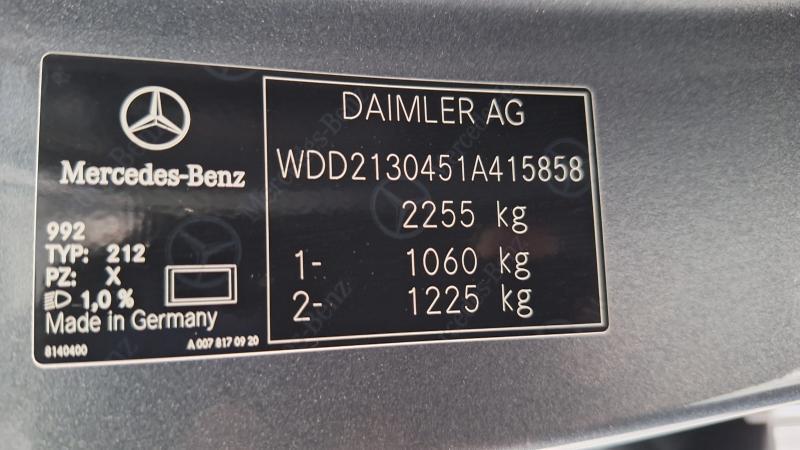 Mercedes-Benz
992
TYP: 212
PZ: X
1,0 %
Made in Germany
8140400
A 007 817 09 20
DAIMLER AG
WDD2130451A415858
2255 kg
1- 1060 kg
2- 1225 kg